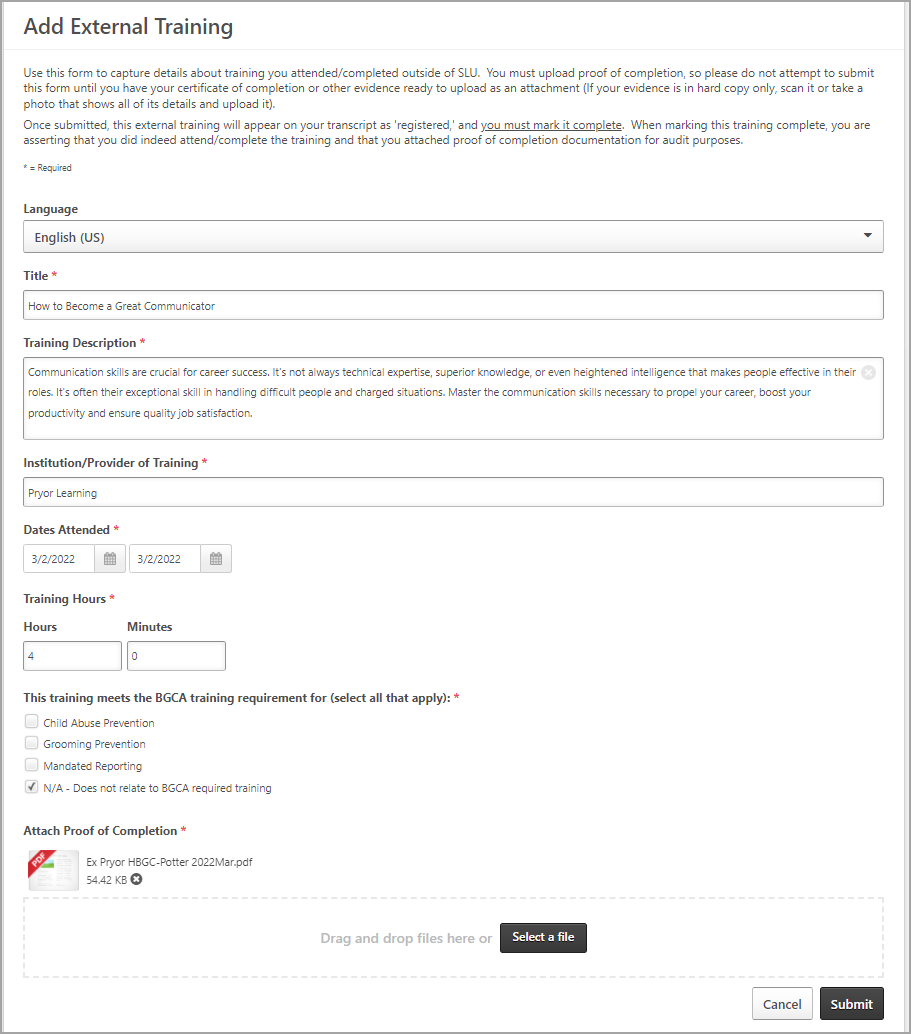 Add External Training
Use this form to capture details about training you attended/completed outside of SLU.  You must upload proof of completion, so please do not attempt to submit
this form until you have your certificate of completion or other evidence ready to upload as an attachment (If your evidence is in hard copy only, scan it or take a
photo that shows all of its details and upload it).
Once submitted, this external training will appear on your transcript as 'registered,' and you must mark it complete.  When marking this training complete, you are
asserting that you did indeed attend/complete the training and that you attached proof of completion documentation for audit purposes.
* = Required
Language
English (US)
Title *
How to Become a Great Communicator
Training Description *
Communication skills are crucial for career success. It's not always technical expertise, superior knowledge, or even heightened intelligence that makes people effective in their
roles. It's often their exceptional skill in handling difficult people and charged situations. Master the communication skills necessary to propel your career, boost your
productivity and ensure quality job satisfaction.
Institution/Provider of Training *
Pryor Learning
Dates Attended *
3/2/2022 3/2/2022
Training Hours *
Hours Minutes
4 0
This training meets the BGCA training requirement for (select all that apply): *
Child Abuse Prevention
Grooming Prevention
Mandated Reporting
N/A - Does not relate to BGCA required training
Attach Proof of Completion *
PDF
Ex Pryor HBGC-Potter 2022Mar.pdf
54.42 KB
Drag and drop files here or Select a file
Cancel Submit